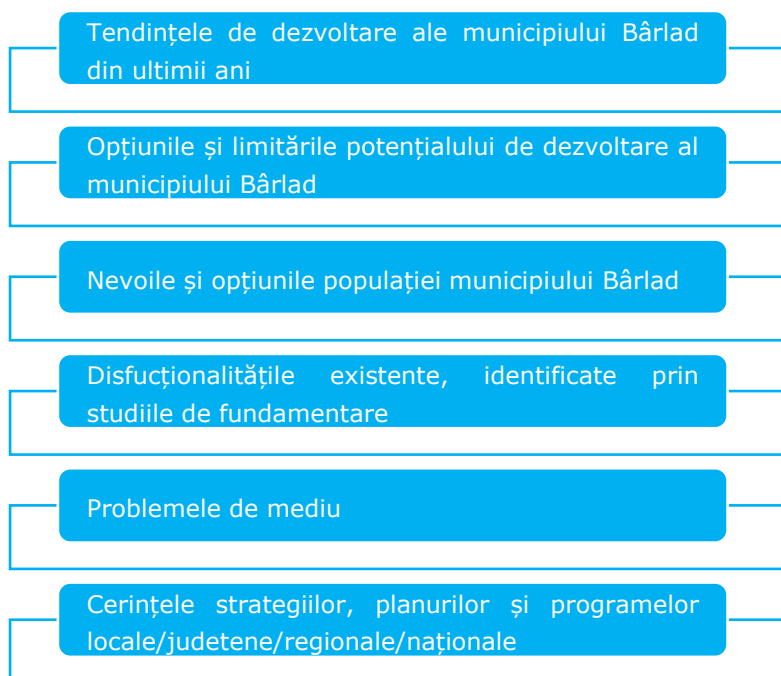 Tendințele de dezvoltare ale municipiului Bârlad
din ultimii ani
Opțiunile și limitările potențialului de dezvoltare al
municipiului Bârlad
Nevoile și opțiunile populației municipiului Bârlad
Disfucționalitățile existente, identificate prin
studiile de fundamentare
Problemele de mediu
Cerințele strategiilor, planurilor și programelor
locale/judetene/regionale/naționale